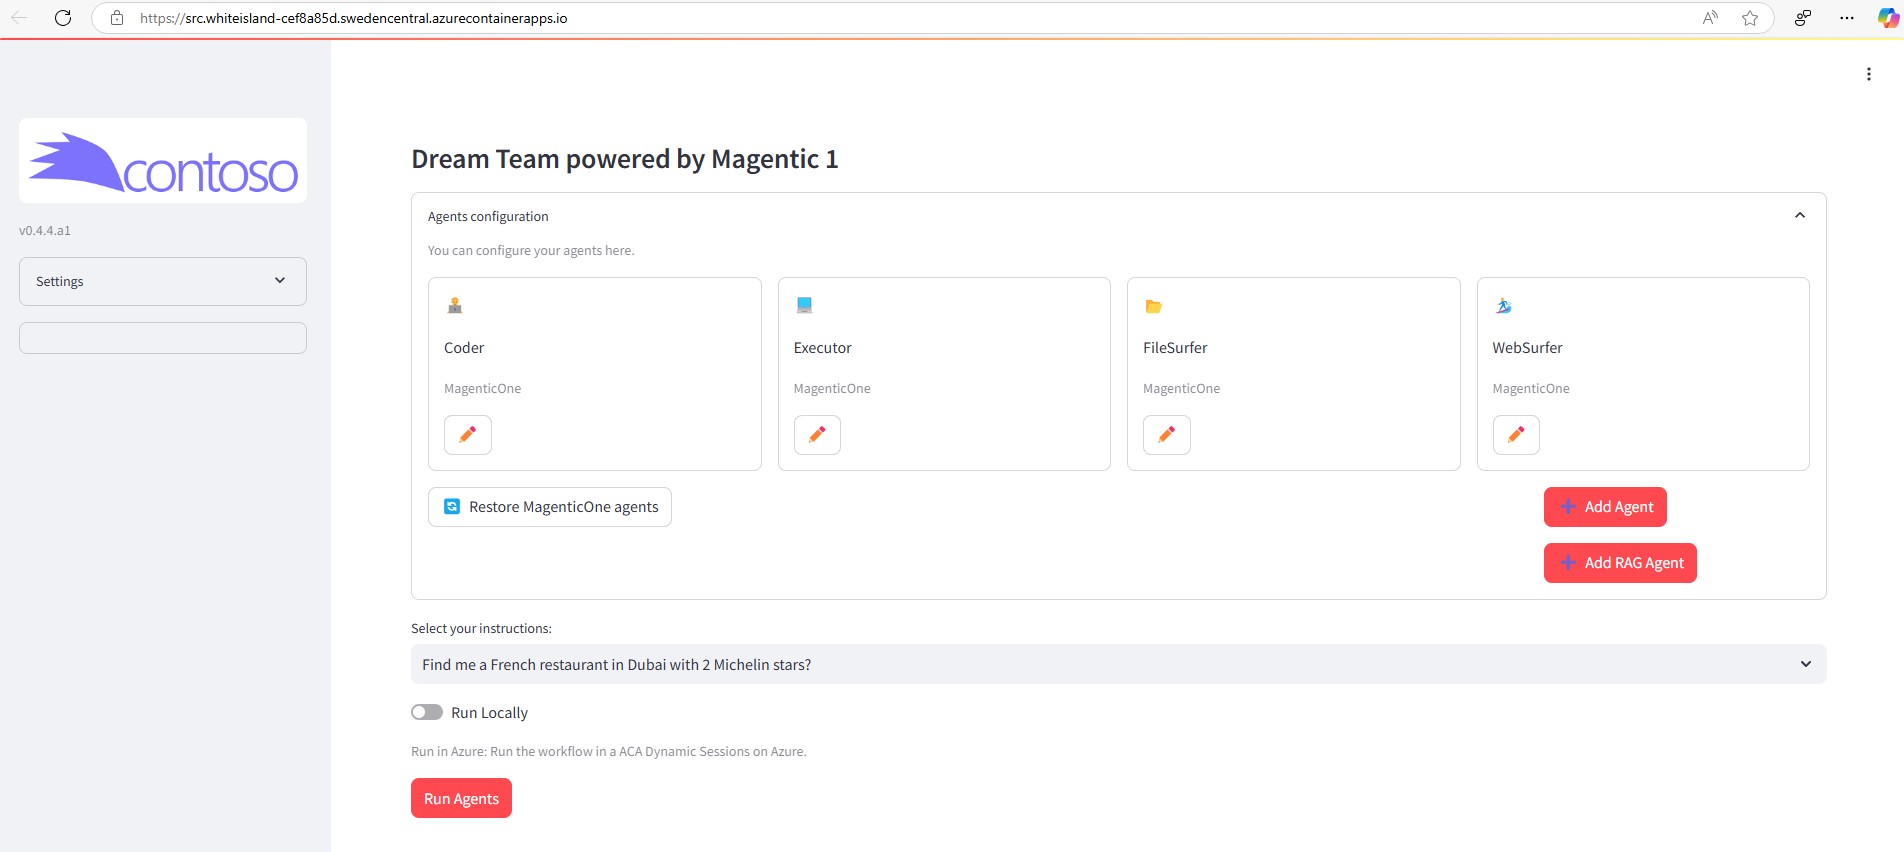 https://src.whiteisland-cef8a85d.swedencentral.azurecontainerapps.io
contoso
v0.4.4.a1
Settings
Dream Team powered by Magentic 1
Agents configuration
You can configure your agents here.
Coder
MagenticOne
Executor
MagenticOne
FileSurfer
MagenticOne
WebSurfer
MagenticOne
Restore MagenticOne agents
Add Agent
Add RAG Agent
Select your instructions:
Find me a French restaurant in Dubai with 2 Michelin stars?
Run Locally
Run in Azure: Run the workflow in a ACA Dynamic Sessions on Azure.
Run Agents